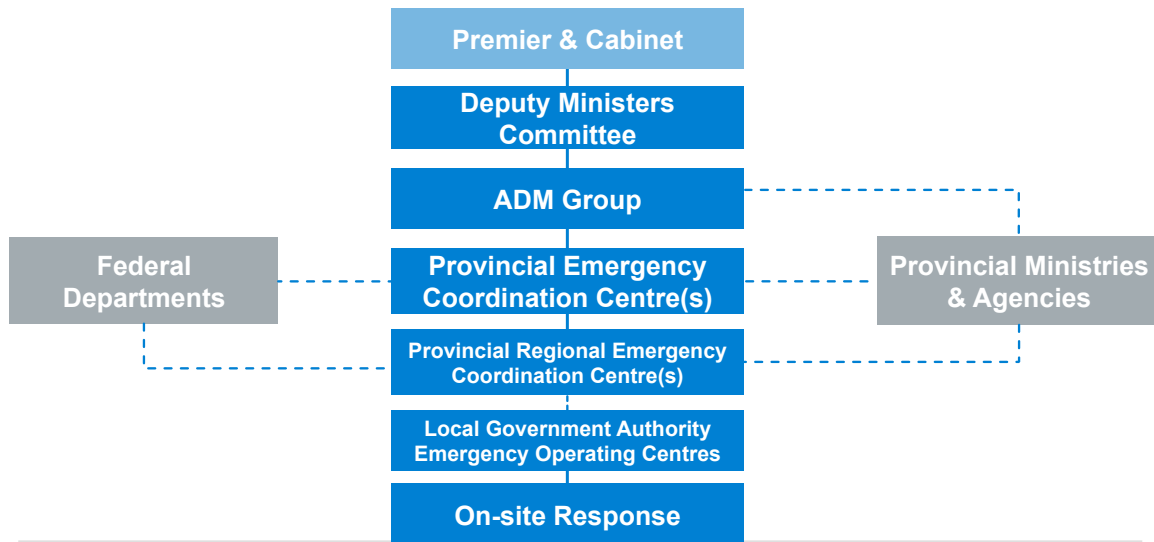 Premier & Cabinet
Deputy Ministers
Committee
ADM Group
Federal
Departments
Provincial Emergency
Coordination Centre(s)
Provincial Ministries
& Agencies
Provincial Regional Emergency
Coordination Centre(s)
Local Government Authority
Emergency Operating Centres
On-site Response